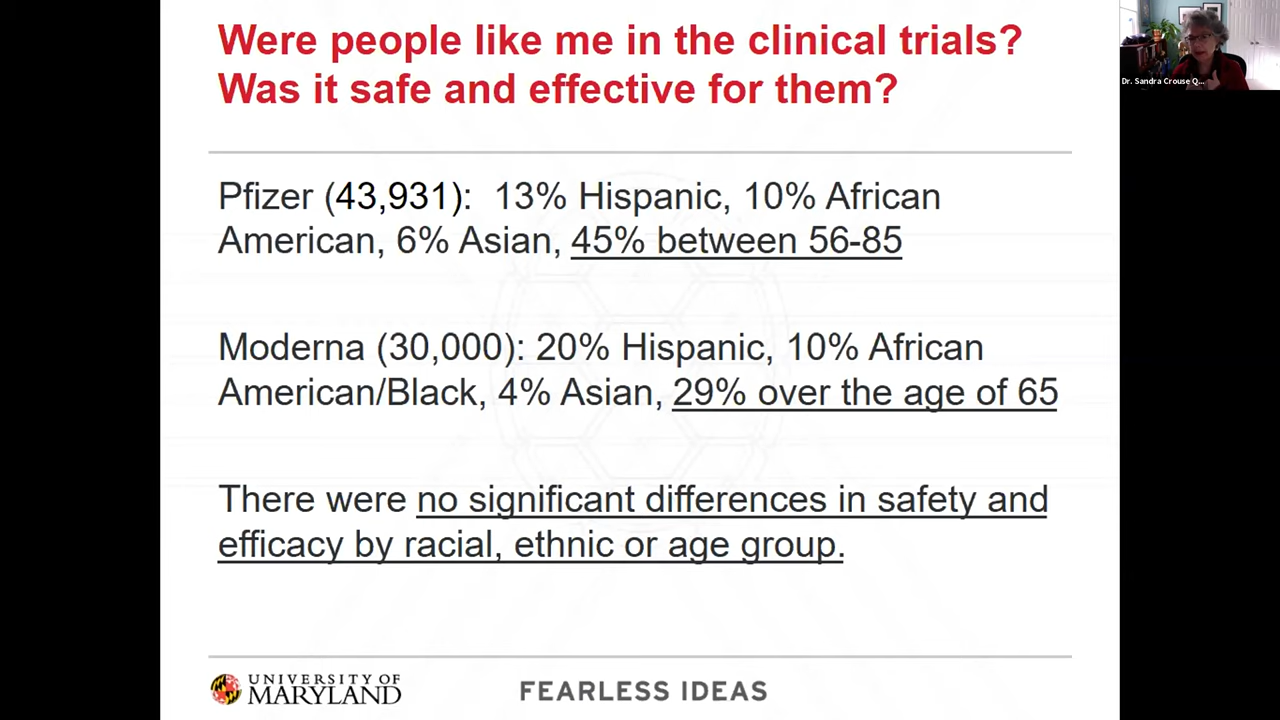 Were people like me in the clinical trials?
Was it safe and effective for them?
Dr. Sandra Crouse Q...
Pfizer (43,931): 13% Hispanic, 10% African
American, 6% Asian, 45% between 56-85
Moderna (30,000): 20% Hispanic, 10% African
American/Black, 4% Asian, 29% over the age of 65
There were no significant differences in safety and
efficacy by racial, ethnic or age group.
UNIVERSITY OF
MARYLAND
FEARLESS IDEAS